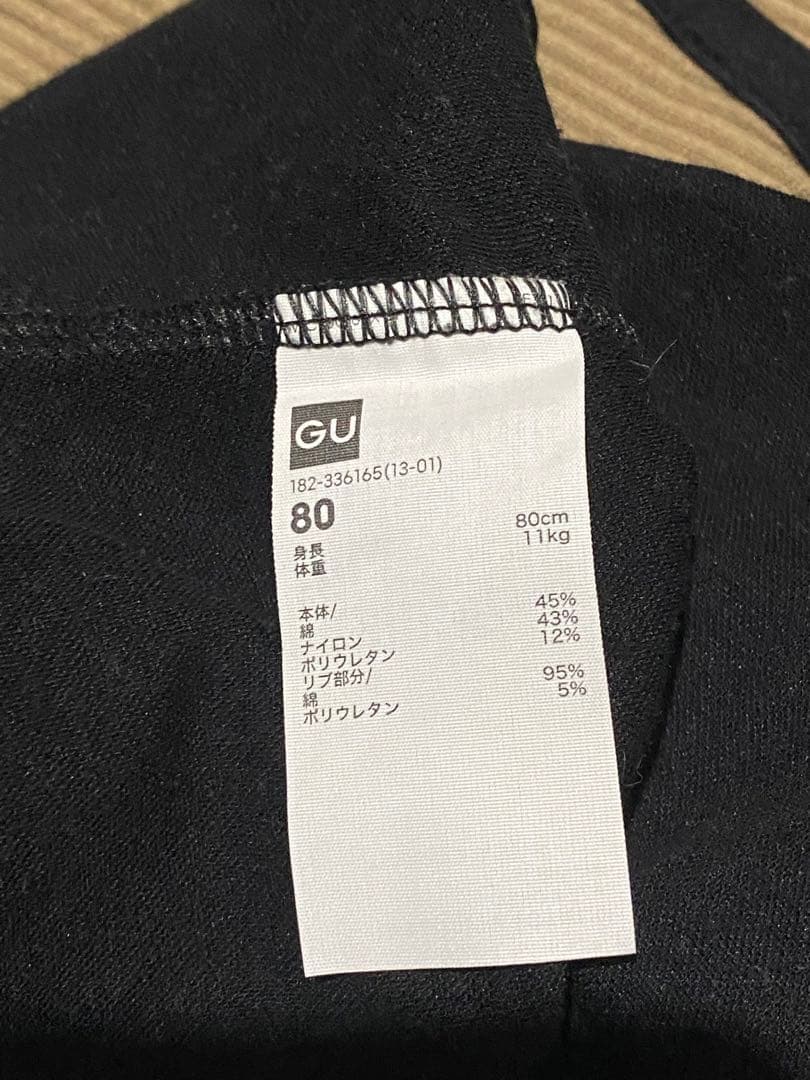 GU
182-336165(13-01)
80
身長 80cm
体重 11kg
本体/
綿 45%
ナイロン 43%
ポリウレタン 12%
リブ部分/
綿 95%
ポリウレタン 5%